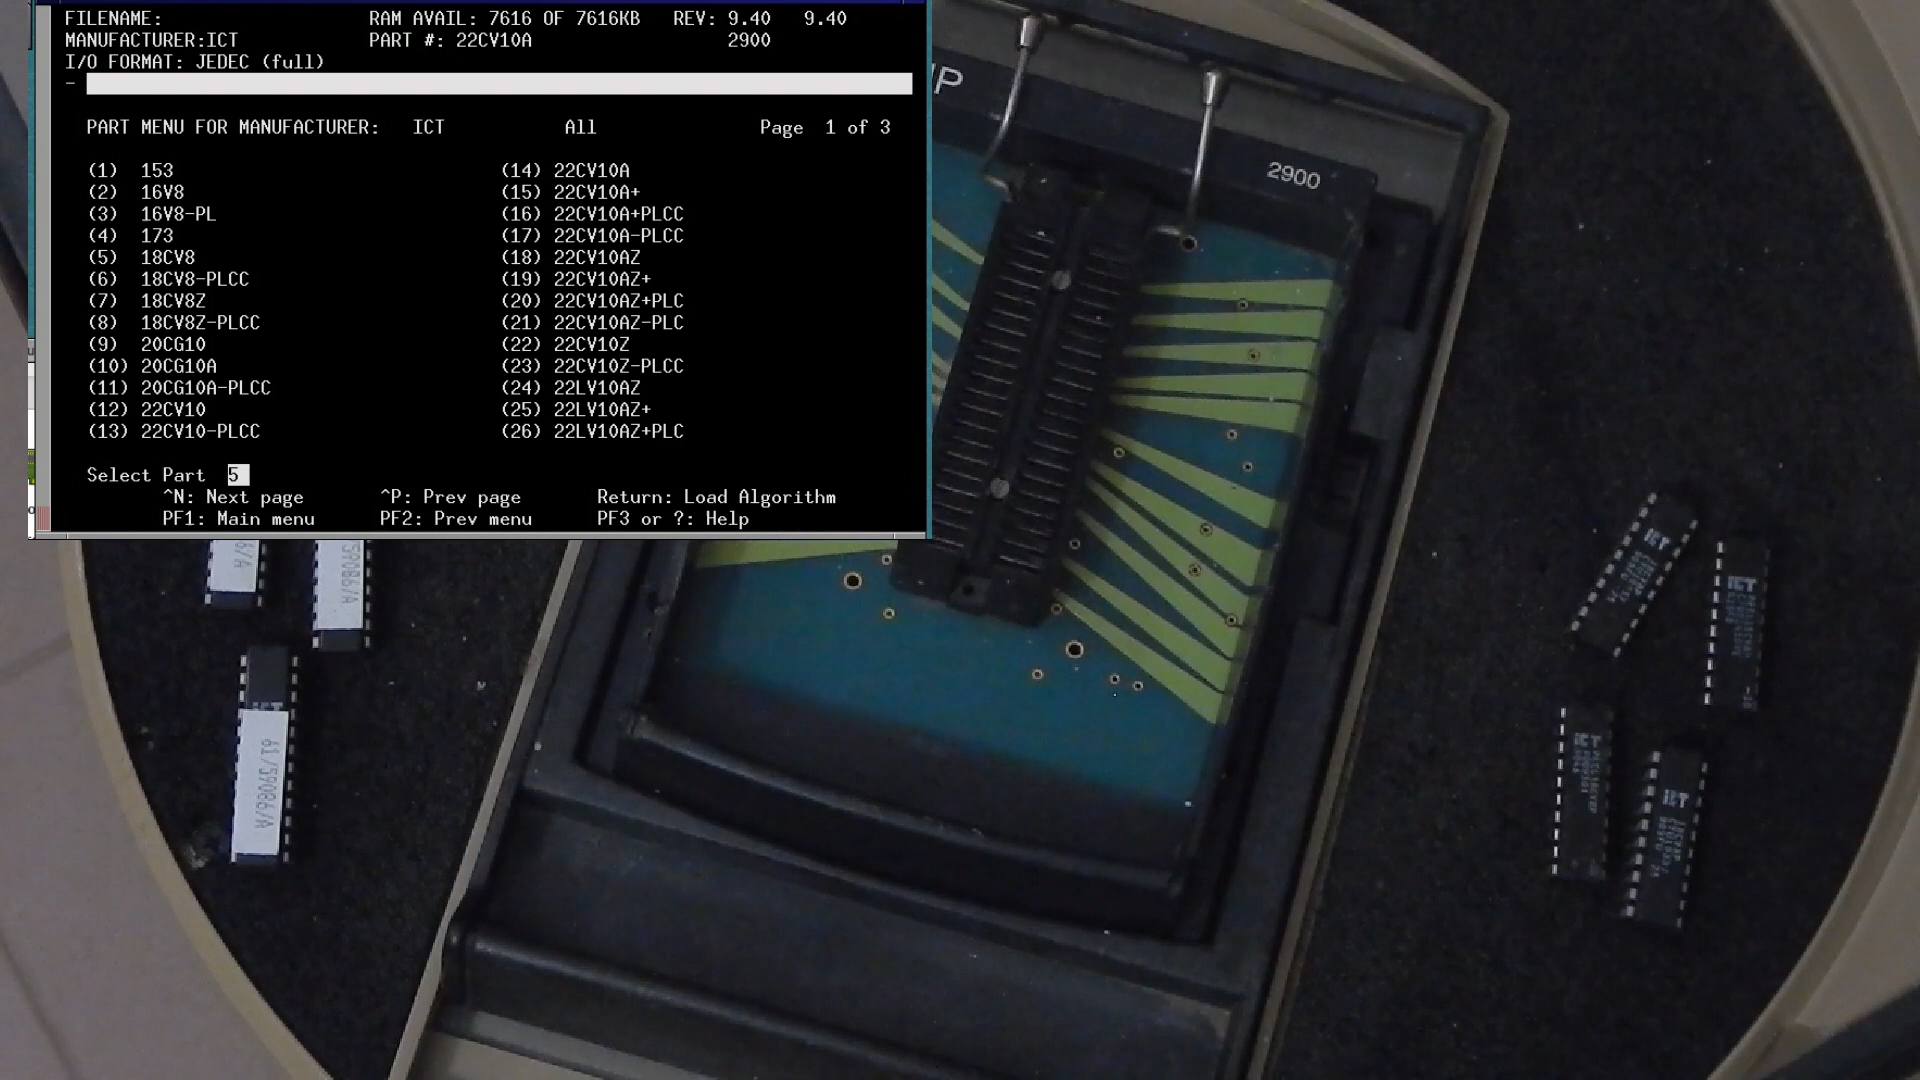 FILENAME: RAM AVAIL: 7616 OF 7616KB REV: 9.40 9.40
MANUFACTURER:ICT PART #: 22CV10A 2900
I/O FORMAT: JEDEC (full)
PART MENU FOR MANUFACTURER: ICT All Page 1 of 3
(1) 153 (14) 22CV10A
(2) 16V8 (15) 22CV10A+
(3) 16V8-PL (16) 22CV10A+PLCC
(4) 173 (17) 22CV10A-PLCC
(5) 18CV8 (18) 22CV10AZ
(6) 18CV8-PLCC (19) 22CV10AZ+
(7) 18CV8Z (20) 22CV10AZ+PLC
(8) 18CV8Z-PLCC (21) 22CV10AZ-PLC
(9) 20CG10 (22) 22CV10Z
(10) 20CG10A (23) 22CV10Z-PLCC
(11) 20CG10A-PLCC (24) 22LV10AZ
(12) 22CV10 (25) 22LV10AZ+
(13) 22CV10-PLCC (26) 22LV10AZ+PLC
Select Part 5
^N: Next page ^P: Prev page Return: Load Algorithm
PF1: Main menu PF2: Prev menu PF3 or ?: Help
2900
61/59086/A
59086/A